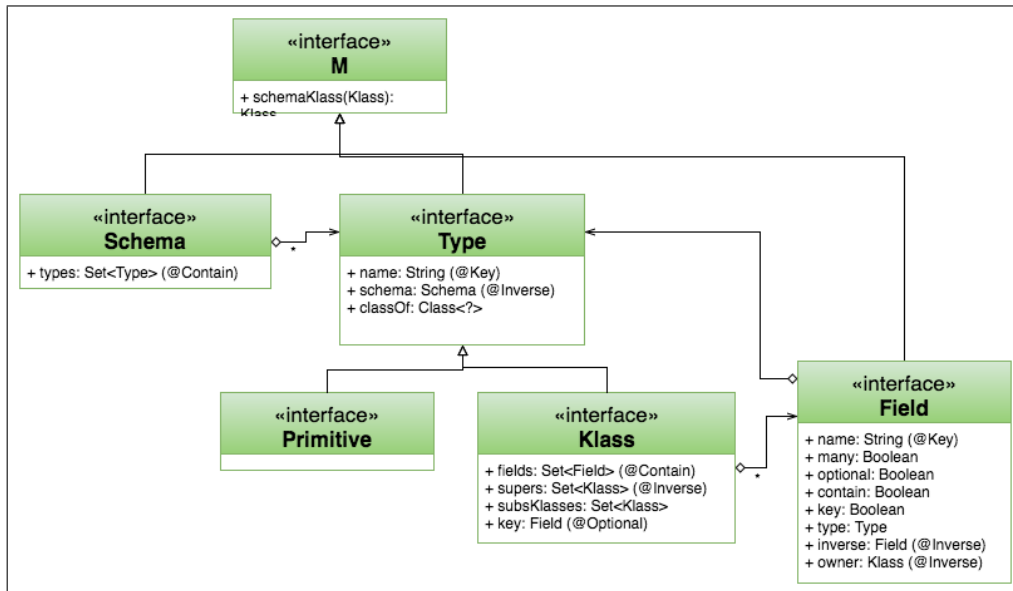 «interface»
M
+ schemaKlass(Klass):
Klass
«interface»
Schema
+ types: Set<Type> (@Contain)
*
«interface»
Type
+ name: String (@Key)
+ schema: Schema (@Inverse)
+ classOf: Class<?>
«interface»
Primitive
«interface»
Klass
+ fields: Set<Field> (@Contain)
+ supers: Set<Klass> (@Inverse)
+ subsKlasses: Set<Klass>
+ key: Field (@Optional)
*
«interface»
Field
+ name: String (@Key)
+ many: Boolean
+ optional: Boolean
+ contain: Boolean
+ key: Boolean
+ type: Type
+ inverse: Field (@Inverse)
+ owner: Klass (@Inverse)